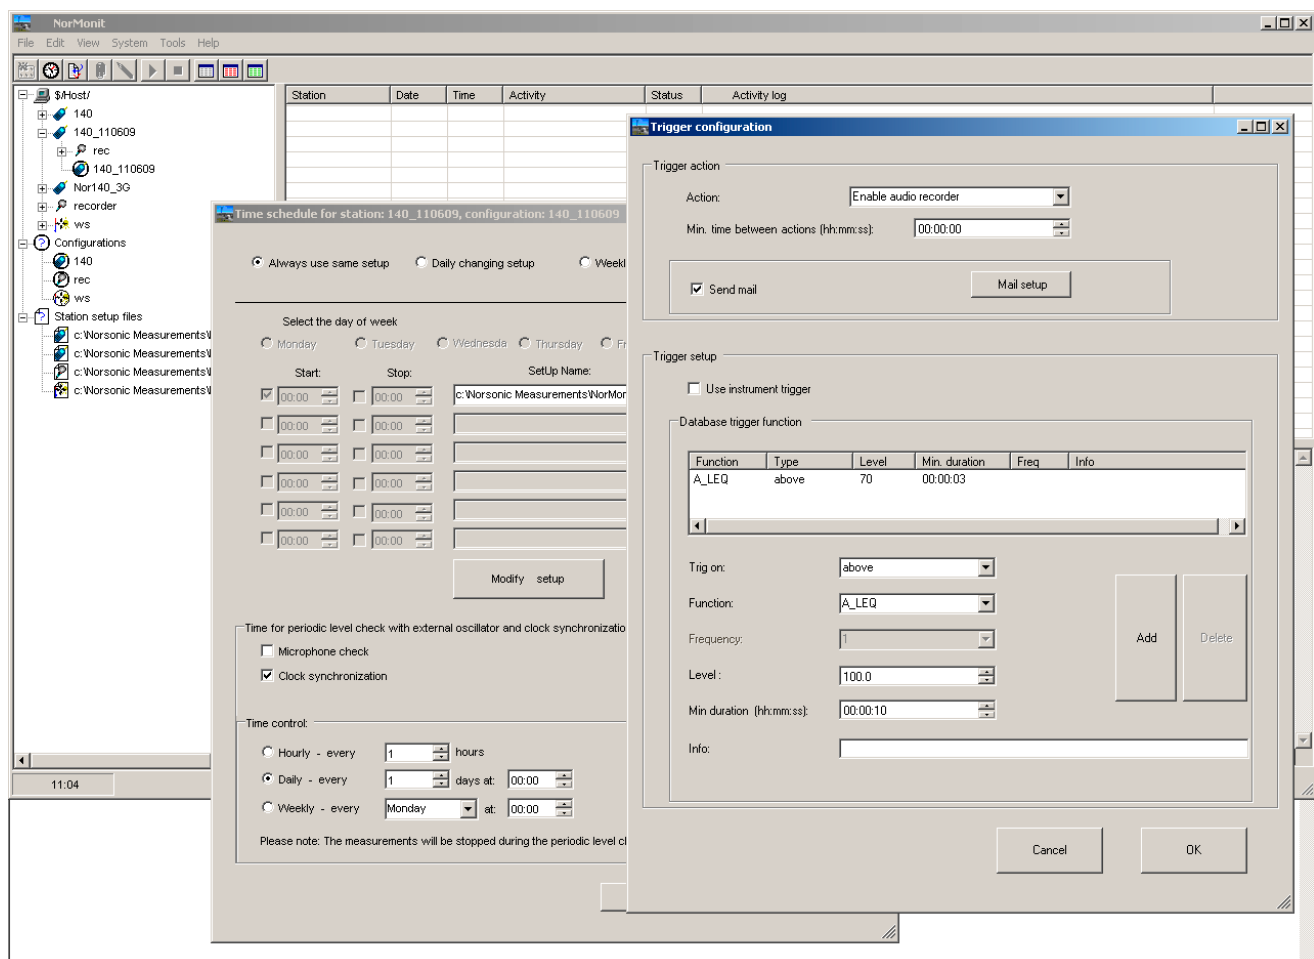 NorMonit
File Edit View System Tools Help
$/Host/
140
140_110609
rec
140_110609
Nor140_3G
recorder
ws
Configurations
140
rec
ws
Station setup files
c:\Norsonic Measurements\
c:\Norsonic Measurements\
c:\Norsonic Measurements\
c:\Norsonic Measurements\
11:04
Station Date Time Activity Status Activity log
Time schedule for station: 140_110609, configuration: 140_110609
Always use same setup Daily changing setup
Select the day of week
Monday Tuesday Wednesda Thursday Fr
Start: Stop: SetUp Name:
00:00 00:00 c:\Norsonic Measurements\NorMor
00:00 00:00
00:00 00:00
00:00 00:00
00:00 00:00
00:00 00:00
Modify setup
Time for periodic level check with external oscillator and clock synchronizatio
Microphone check
Clock synchronization
Time control:
Hourly - every 1 hours
Daily - every 1 days at: 00:00
Weekly - every Monday at: 00:00
Please note: The measurements will be stopped during the periodic level
Trigger configuration
Trigger action
Action: Enable audio recorder
Min. time between actions (hh:mm:ss): 00:00:00
Send mail Mail setup
Trigger setup
Use instrument trigger
Database trigger function
Function Type Level Min. duration Freq Info
A_LEQ above 70 00:00:03
Trig on: above
Function: A_LEQ
Frequency: 1
Level : 100.0
Min duration (hh:mm:ss): 00:00:10
Info:
Add Delete
Cancel OK